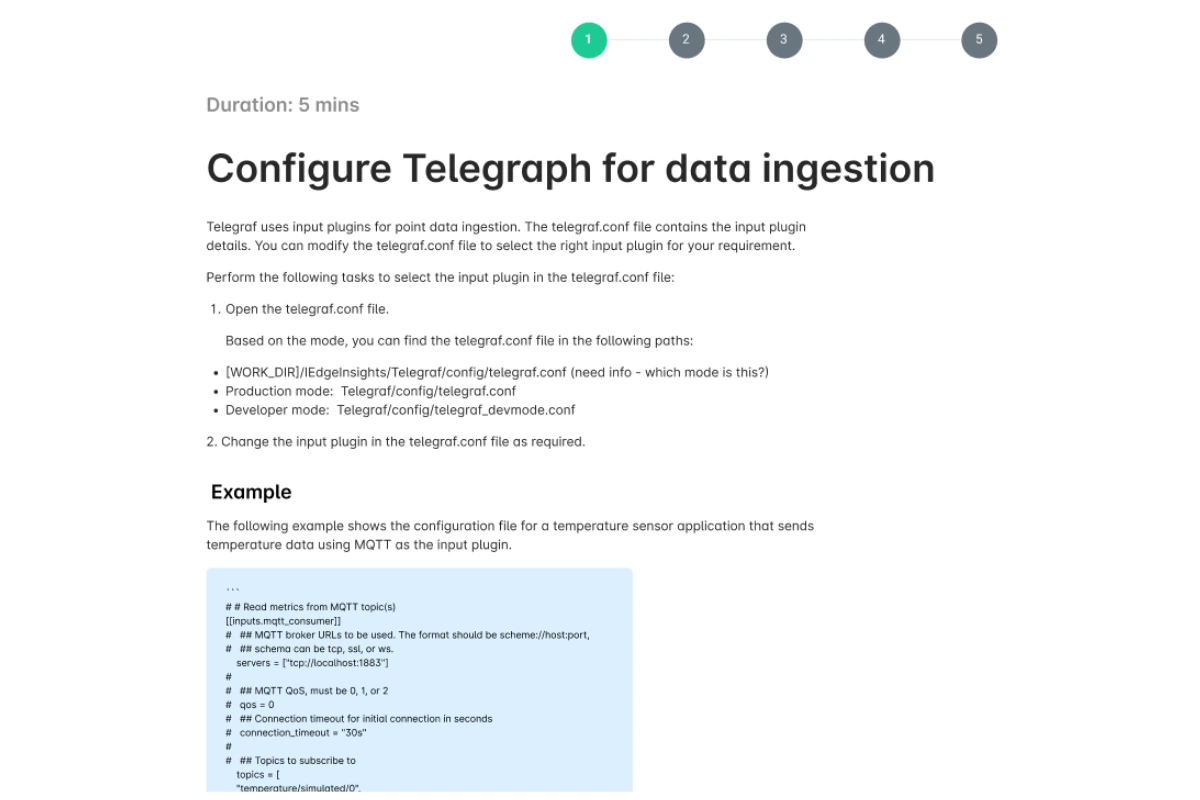 1 2 3 4 5
Duration: 5 mins
Configure Telegraph for data ingestion
Telegraf uses input plugins for point data ingestion. The telegraf.conf file contains the input plugin
details. You can modify the telegraf.conf file to select the right input plugin for your requirement.
Perform the following tasks to select the input plugin in the telegraf.conf file:
1. Open the telegraf.conf file.
Based on the mode, you can find the telegraf.conf file in the following paths:
• [WORK_DIR]/IEdgeInsights/Telegraf/config/telegraf.conf (need info - which mode is this?)
• Production mode:  Telegraf/config/telegraf.conf
• Developer mode:  Telegraf/config/telegraf_devmode.conf
2. Change the input plugin in the telegraf.conf file as required.
Example
The following example shows the configuration file for a temperature sensor application that sends
temperature data using MQTT as the input plugin.
```
# # Read metrics from MQTT topic(s)
[[inputs.mqtt_consumer]]
#   ## MQTT broker URLs to be used. The format should be scheme://host:port,
#   ## schema can be tcp, ssl, or ws.
servers = ["tcp://localhost:1883"]
#
#   ## MQTT QoS, must be 0, 1, or 2
#   qos = 0
#   ## Connection timeout for initial connection in seconds
#   connection_timeout = "30s"
#
#   ## Topics to subscribe to
topics = [
"temperature/simulated/0",